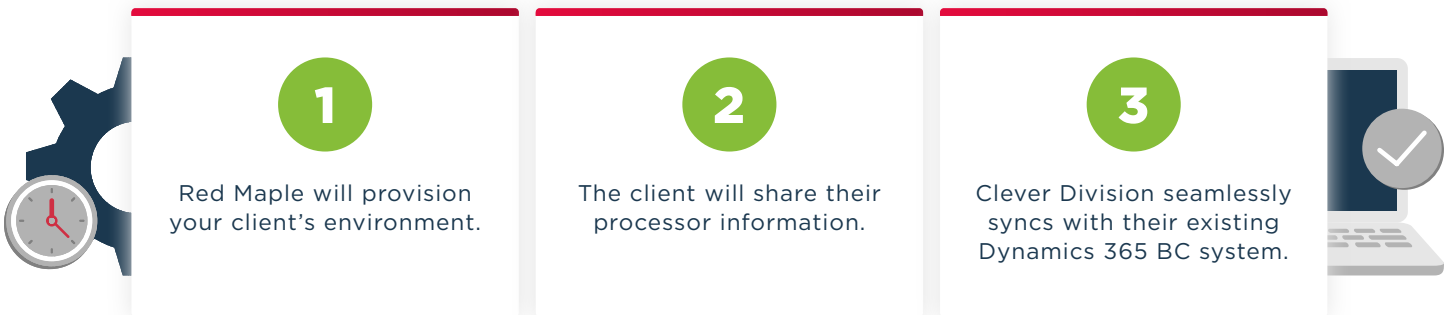 1
Red Maple will provision
your client’s environment.
2
The client will share their
processor information.
3
Clever Division seamlessly
syncs with their existing
Dynamics 365 BC system.